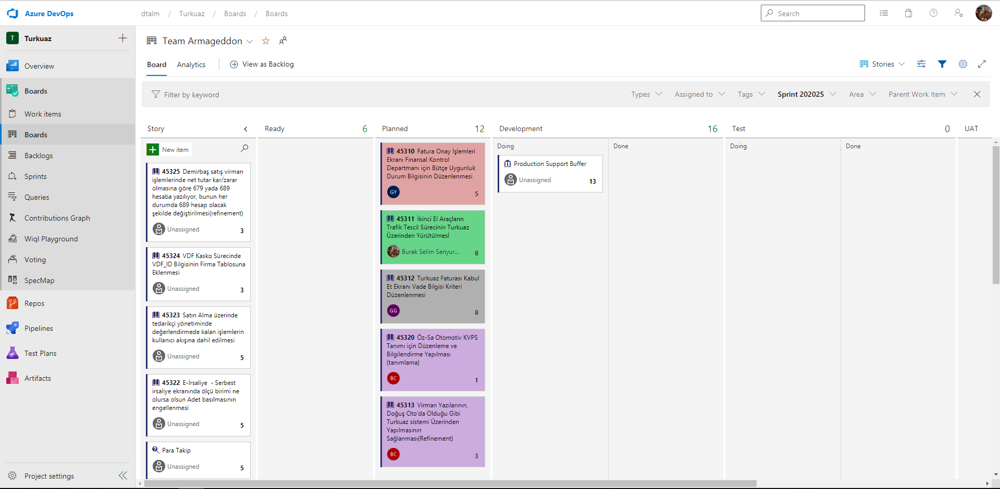 Azure DevOps
dtalm / Turkuaz / Boards / Boards
Search
T Turkuaz
Overview
Boards
Work items
Boards
Backlogs
Sprints
Queries
Contributions Graph
Wiql Playground
Voting
SpecMap
Repos
Pipelines
Test Plans
Artifacts
Project settings
Team Armageddon
Board Analytics View as Backlog
Stories
Filter by keyword
Types Assigned to Tags Sprint 202025 Area Parent Work Item
Story
New item
45325 Demirbaş satış virman
işlemlerinde net tutar kar/zarar
olmasına göre 679 yada 689
hesaba yazılıyor, bunun her
durumda 689 hesap olacak
şekilde değiştirilmesi(refinement)
Unassigned 3
45324 VDF Kasko Sürecinde
VDF_ID Bilgisinin Firma Tablosuna
Eklenmesi
Unassigned 3
45323 Satın Alma üzerinde
tedarikçi yönetiminde
değerlendirmede kalan işlemlerin
kullanıcı akışına dahil edilmesi
Unassigned 5
45322 E-İrsaliye - Serbest
irsaliye ekranında ölçü birimi ne
olursa olsun Adet basılmasının
engellenmesi
Unassigned 5
Para Takip
Unassigned 5
Ready 6
Planned 12
45310 Fatura Onay İşlemleri
Ekranı Finansal Kontrol
Departmanı için Bütçe Uygunluk
Durum Bilgisinin Düzenlenmesi
GY 5
45311 İkinci El Araçların
Trafik Tescil Sürecinin Turkuaz
Üzerinden Yürütülmesİ
Burak Selim Senyur... 8
45312 Turkuaz Faturası Kabul
Et Ekranı Vade Bilgisi Kriteri
Düzenlenmesi
GG 8
45320 Öz-Sa Otomotiv KVPS
Tanımı için Düzenleme ve
Bilgilendirme Yapılması
(tanımlama)
BC 1
45313 Virman Yazılarının,
Doğuş Oto'da Olduğu Gibi
Turkuaz sistemi Üzerinden
Yapılmasının
Sağlanması(Refinement)
BC 3
Development 16
Doing Done
Production Support Buffer
Unassigned 13
Test 0
Doing Done
UAT